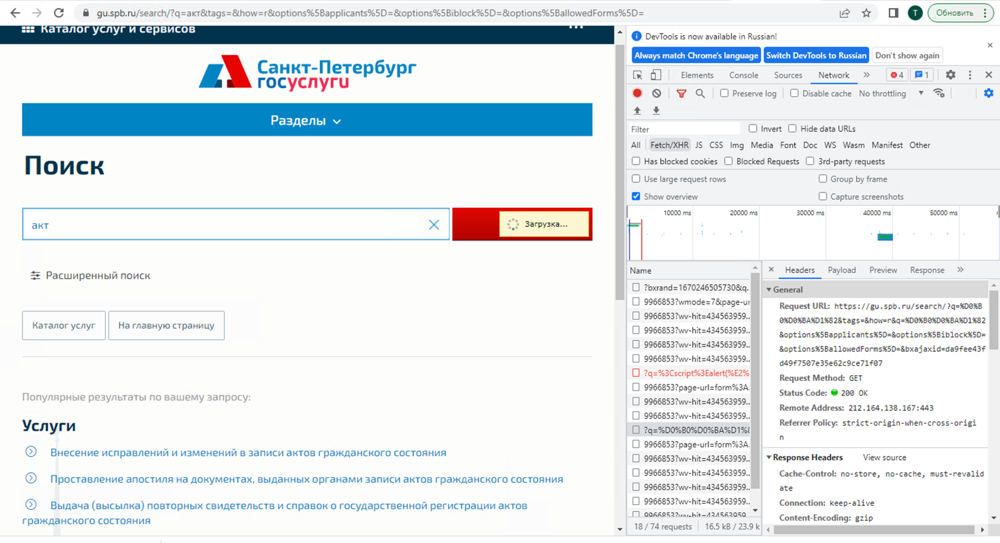 gu.spb.ru/search/?q=акт&tags=&how=r&options%5Bapplicants%5D=&options%5Biblock%5D=&options%5BallowedForms%5D=
T
Обновить
Каталог услуг и сервисов
Санкт-Петербург
госуслуги
Разделы
Поиск
акт
Загрузка...
Расширенный поиск
Каталог услуг
На главную страницу
Популярные результаты по вашему запросу:
Услуги
Внесение исправлений и изменений в записи актов гражданского состояния
Проставление апостиля на документах, выданных органами записи актов гражданского состояния
Выдача (высылка) повторных свидетельств и справок о государственной регистрации актов
гражданского состояния
DevTools is now available in Russian!
Always match Chrome's language
Switch DevTools to Russian
Don't show again
Elements
Console
Sources
Network
4
1
Preserve log
Disable cache
No throttling
Filter
Invert
Hide data URLs
All
Fetch/XHR
JS
CSS
Img
Media
Font
Doc
WS
Wasm
Manifest
Other
Has blocked cookies
Blocked Requests
3rd-party requests
Use large request rows
Group by frame
Show overview
Capture screenshots
10000 ms
20000 ms
30000 ms
40000 ms
50000 ms
Name
?bxrand=1670246505730&q.
9966853?wmode=7&page-ur
9966853?wv-hit=434563959..
9966853?wv-hit=434563959..
9966853?wv-hit=434563959..
9966853?wv-hit=434563959..
?q=%3Cscript%3Ealert(%E2%
9966853?page-url=form%3A.
9966853?wv-hit=434563959..
9966853?wv-hit=434563959..
?q=%D0%B0%D0%BA%D1%8
9966853?page-url=form%3A.
9966853?wv-hit=434563959..
9966853?wv-hit=434563959..
9966853?wv-hit=434563959..
9966853?wv-hit=434563959..
9966853?wv-hit=434563959
18 / 74 requests
16.5 kB / 23.9 k
Headers
Payload
Preview
Response
General
Request URL: https://gu.spb.ru/search/?q=%D0%B
0%D0%BA%D1%82&tags=&how=r&q=%D0%B0%D0%BA%D1%82
&options%5Bapplicants%5D=&options%5Biblock%5D=
&options%5BallowedForms%5D=&bxajaxid=da9fee43f
d49f7507e35e62c9ce71f07
Request Method: GET
Status Code: 200 OK
Remote Address: 212.164.138.167:443
Referrer Policy: strict-origin-when-cross-origi
n
Response Headers
View source
Cache-Control: no-store, no-cache, must-revalid
ate
Connection: keep-alive
Content-Encoding: gzip